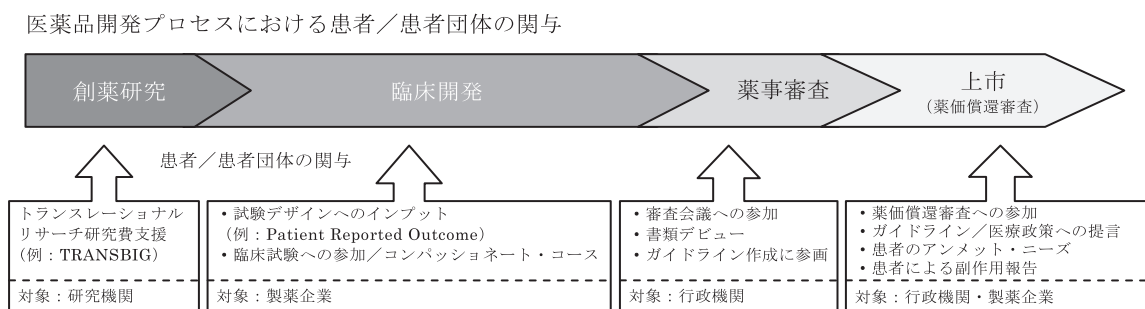 医薬品開発プロセスにおける患者／患者団体の関与
創薬研究
臨床開発
薬事審査
上市
（薬価償還審査）
患者／患者団体の関与
トランスレーショナル
リサーチ研究費支援
（例：TRANSBIG）
対象：研究機関
・試験デザインへのインプット
（例：Patient Reported Outcome）
・臨床試験への参加／コンパッショネート・コース
対象：製薬企業
・審査会議への参加
・書類デビュー
・ガイドライン作成に参画
対象：行政機関
・薬価償還審査への参加
・ガイドライン／医療政策への提言
・患者のアンメット・ニーズ
・患者による副作用報告
対象：行政機関・製薬企業